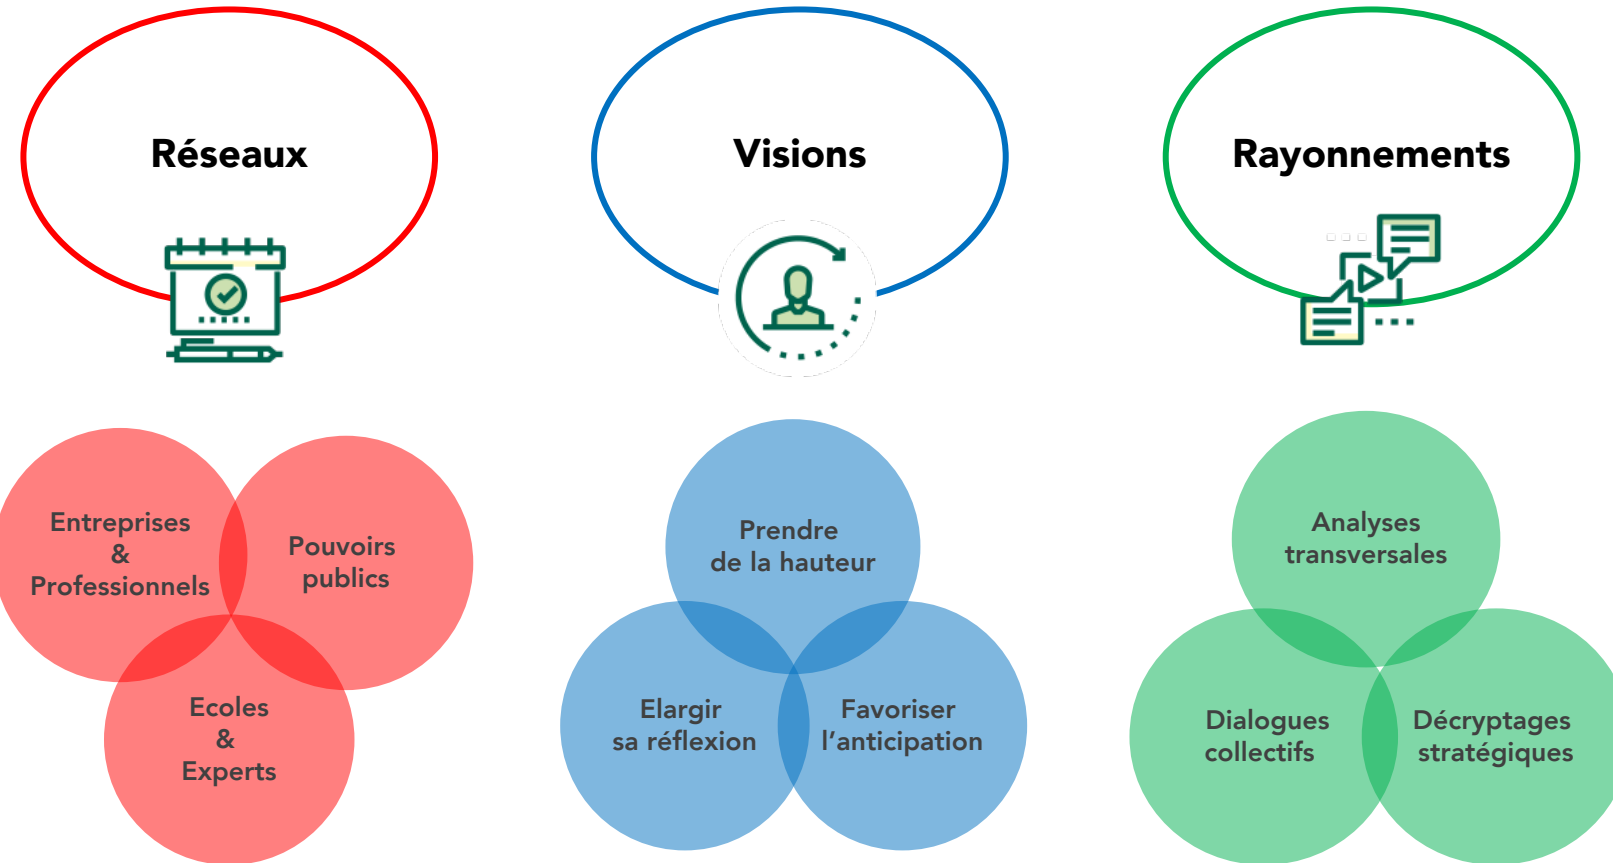 Réseaux
Visions
Rayonnements
Entreprises
&
Professionnels
Pouvoirs
publics
Ecoles
&
Experts
Prendre
de la hauteur
Elargir
sa réflexion
Favoriser
l’anticipation
Analyses
transversales
Dialogues
collectifs
Décryptages
stratégiques